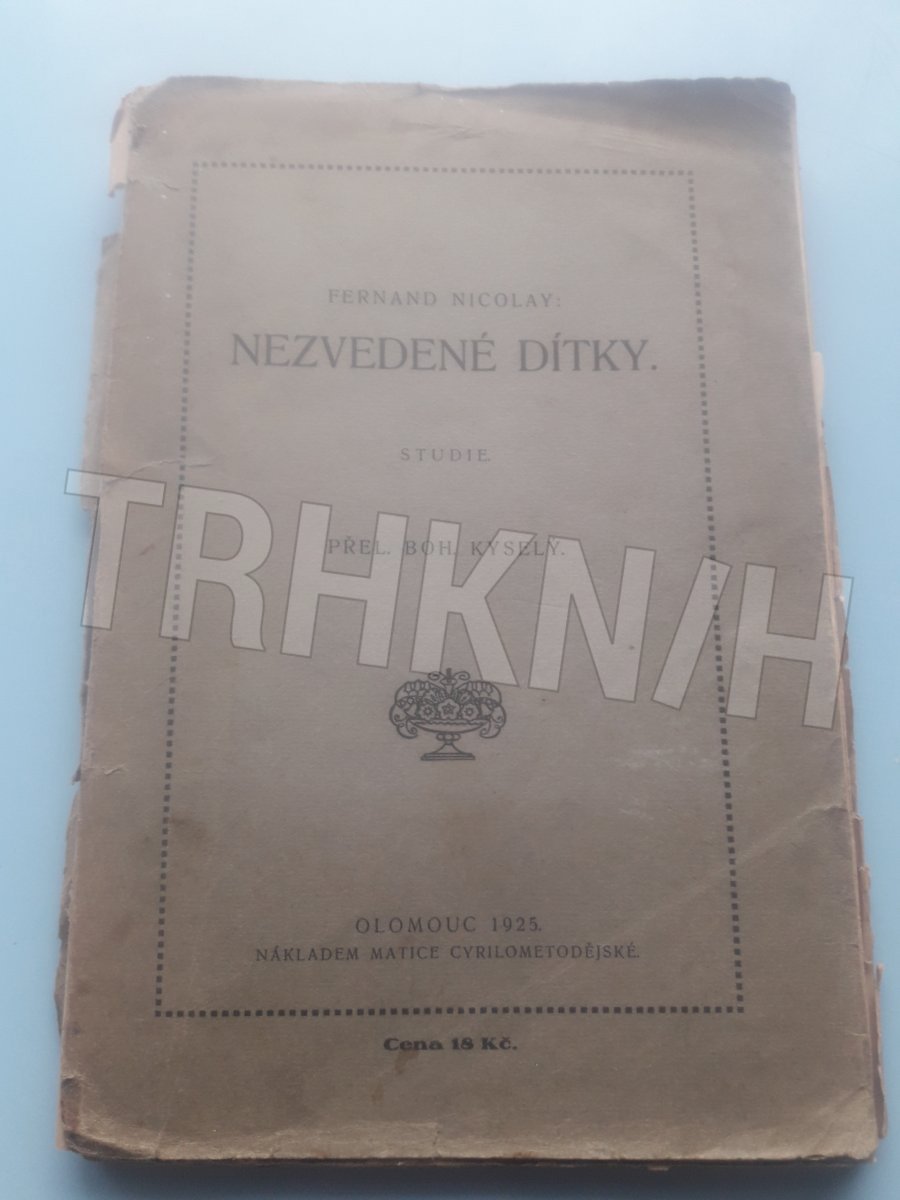 FERNAND NICOLAY:
NEZVEDENÉ DÍTKY.
STUDIE.
PŘEL. BOH. KYSELÝ.
TRHKNIH
OLOMOUC 1925.
NÁKLADEM MATICE CYRILOMETODĚJSKÉ.
Cena 18 Kč.